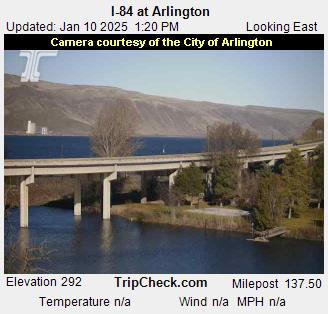 I-84 at Arlington
Updated: Jan 10 2025 1:20 PM Looking East
Camera courtesy of the City of Arlington
Elevation 292 TripCheck.com Milepost 137.50
Temperature n/a Wind n/a MPH n/a